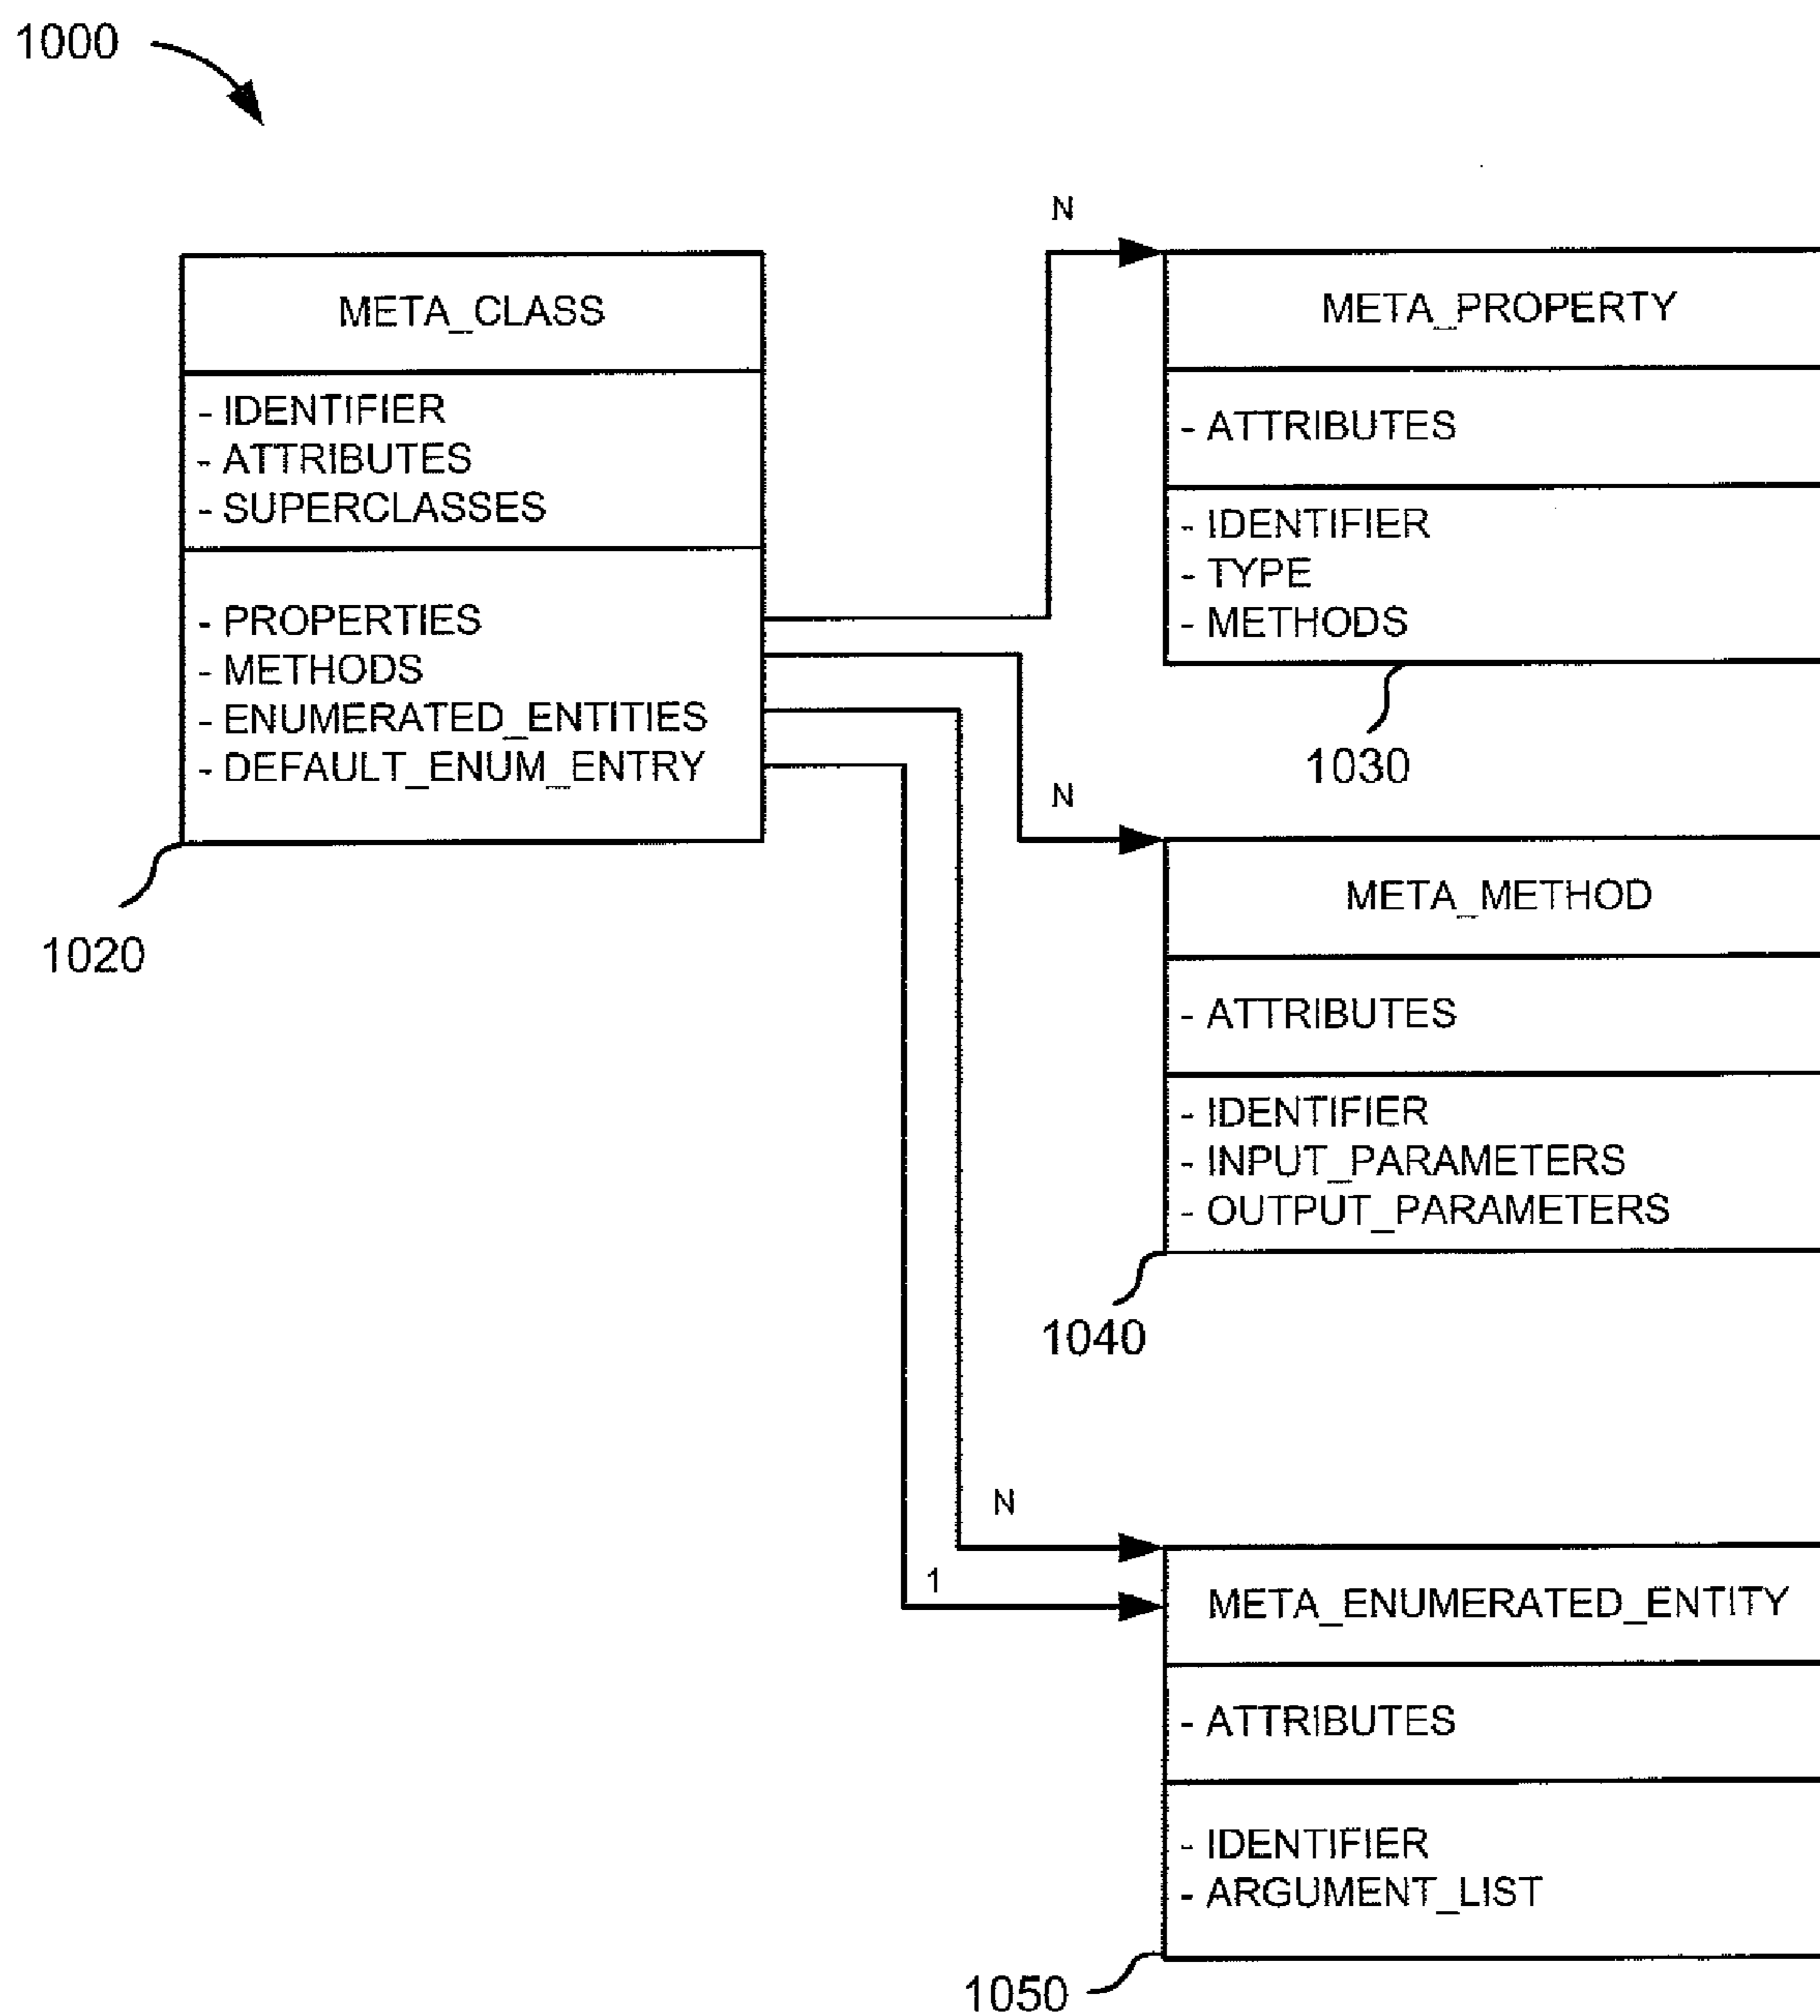 1000
META_CLASS
- IDENTIFIER
- ATTRIBUTES
- SUPERCLASSES
- PROPERTIES
- METHODS
- ENUMERATED_ENTITIES
- DEFAULT_ENUM_ENTRY
1020
N
META_PROPERTY
- ATTRIBUTES
- IDENTIFIER
- TYPE
- METHODS
1030
N
META_METHOD
- ATTRIBUTES
- IDENTIFIER
- INPUT_PARAMETERS
- OUTPUT_PARAMETERS
1040
N
1
META_ENUMERATED_ENTITY
- ATTRIBUTES
- IDENTIFIER
- ARGUMENT_LIST
1050